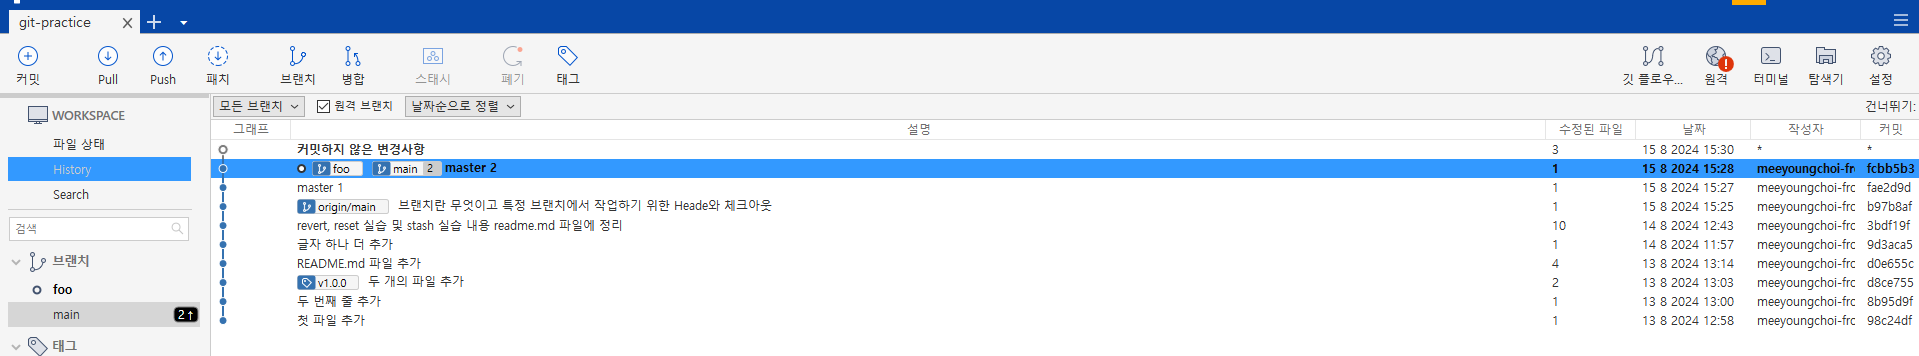 git-practice
커밋 Pull Push 패치 브랜치 병합 스태시 폐기 태그 깃 플로우... 원격 터미널 탐색기 설정
WORKSPACE
파일 상태
History
Search
검색
브랜치
foo
main 2↑
태그
모든 브랜치 원격 브랜치 날짜순으로 정렬 건너뛰기:
그래프 설명 수정된 파일 날짜 작성자 커밋
커밋하지 않은 변경사항 3 15 8 2024 15:30 * *
foo main 2 master 2 1 15 8 2024 15:28 meeyoungchoi-frc fcbb5b3
master 1 1 15 8 2024 15:27 meeyoungchoi-frc fae2d9d
origin/main 브랜치란 무엇이고 특정 브랜치에서 작업하기 위한 Heade와 체크아웃 1 15 8 2024 15:25 meeyoungchoi-frc b97b8af
revert, reset 실습 및 stash 실습 내용 readme.md 파일에 정리 10 14 8 2024 12:43 meeyoungchoi-frc 3bdf19f
글자 하나 더 추가 1 14 8 2024 11:57 meeyoungchoi-frc 9d3aca5
README.md 파일 추가 4 13 8 2024 13:14 meeyoungchoi-frc d0e655c
v1.0.0 두 개의 파일 추가 2 13 8 2024 13:03 meeyoungchoi-frc d8ce755
두 번째 줄 추가 1 13 8 2024 13:00 meeyoungchoi-frc 8b95d9f
첫 파일 추가 1 13 8 2024 12:58 meeyoungchoi-frc 98c24df